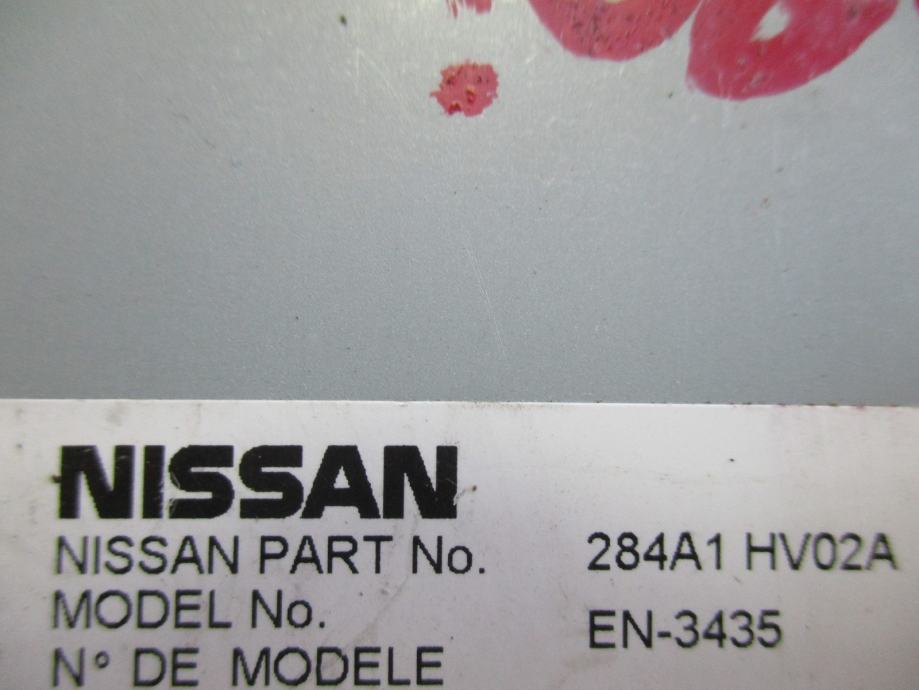 NISSAN
NISSAN PART No. 284A1 HV02A
MODEL No. EN-3435
N° DE MODELE